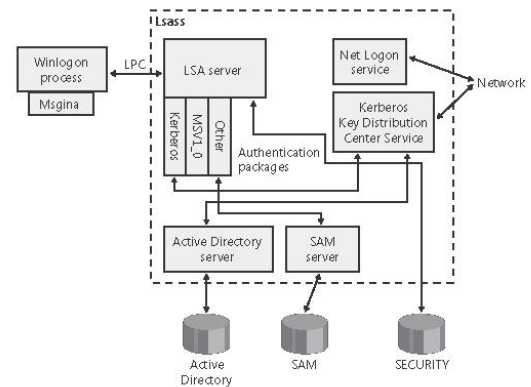 Lsass
Winlogon
process
Msgina
LPC
LSA server
Kerberos
MSV1_0
Other
Authentication
packages
Net Logon
service
Network
Kerberos
Key Distribution
Center Service
Active Directory
server
SAM
server
Active
Directory
SAM
SECURITY